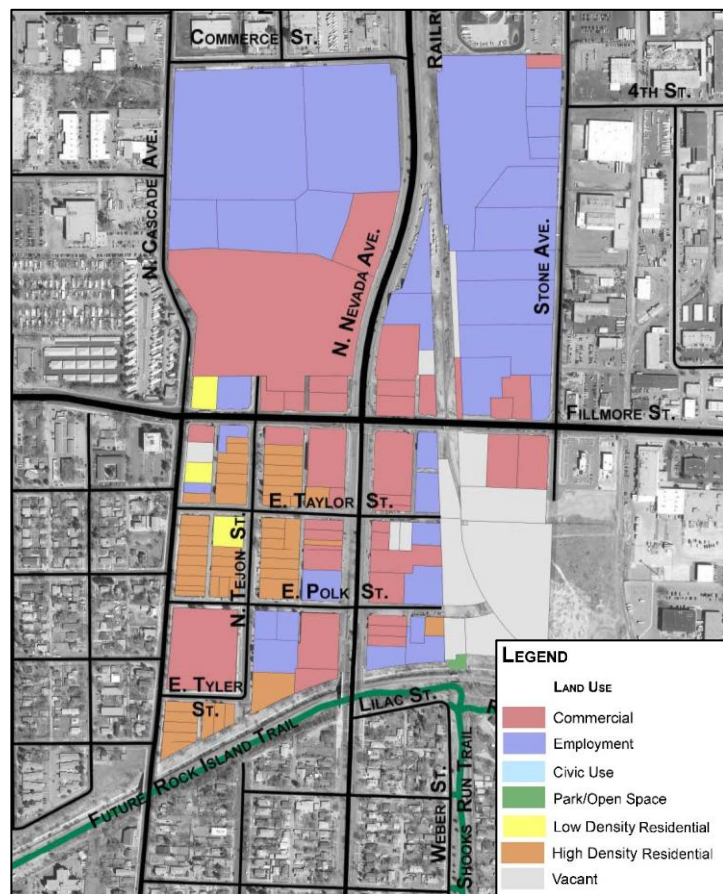 COMMERCE ST.
RAILRO
4TH ST.
N. CASCADE AVE.
N. NEVADA AVE.
STONE AVE.
FILLMORE ST.
E. TAYLOR ST.
N. TEJON ST.
E. POLK ST.
E. TYLER
ST.
LILAC ST.
FUTURE ROCK ISLAND TRAIL
WEBER ST.
SHOOKS RUN TRAIL
R
LEGEND
LAND USE
Commercial
Employment
Civic Use
Park/Open Space
Low Density Residential
High Density Residential
Vacant